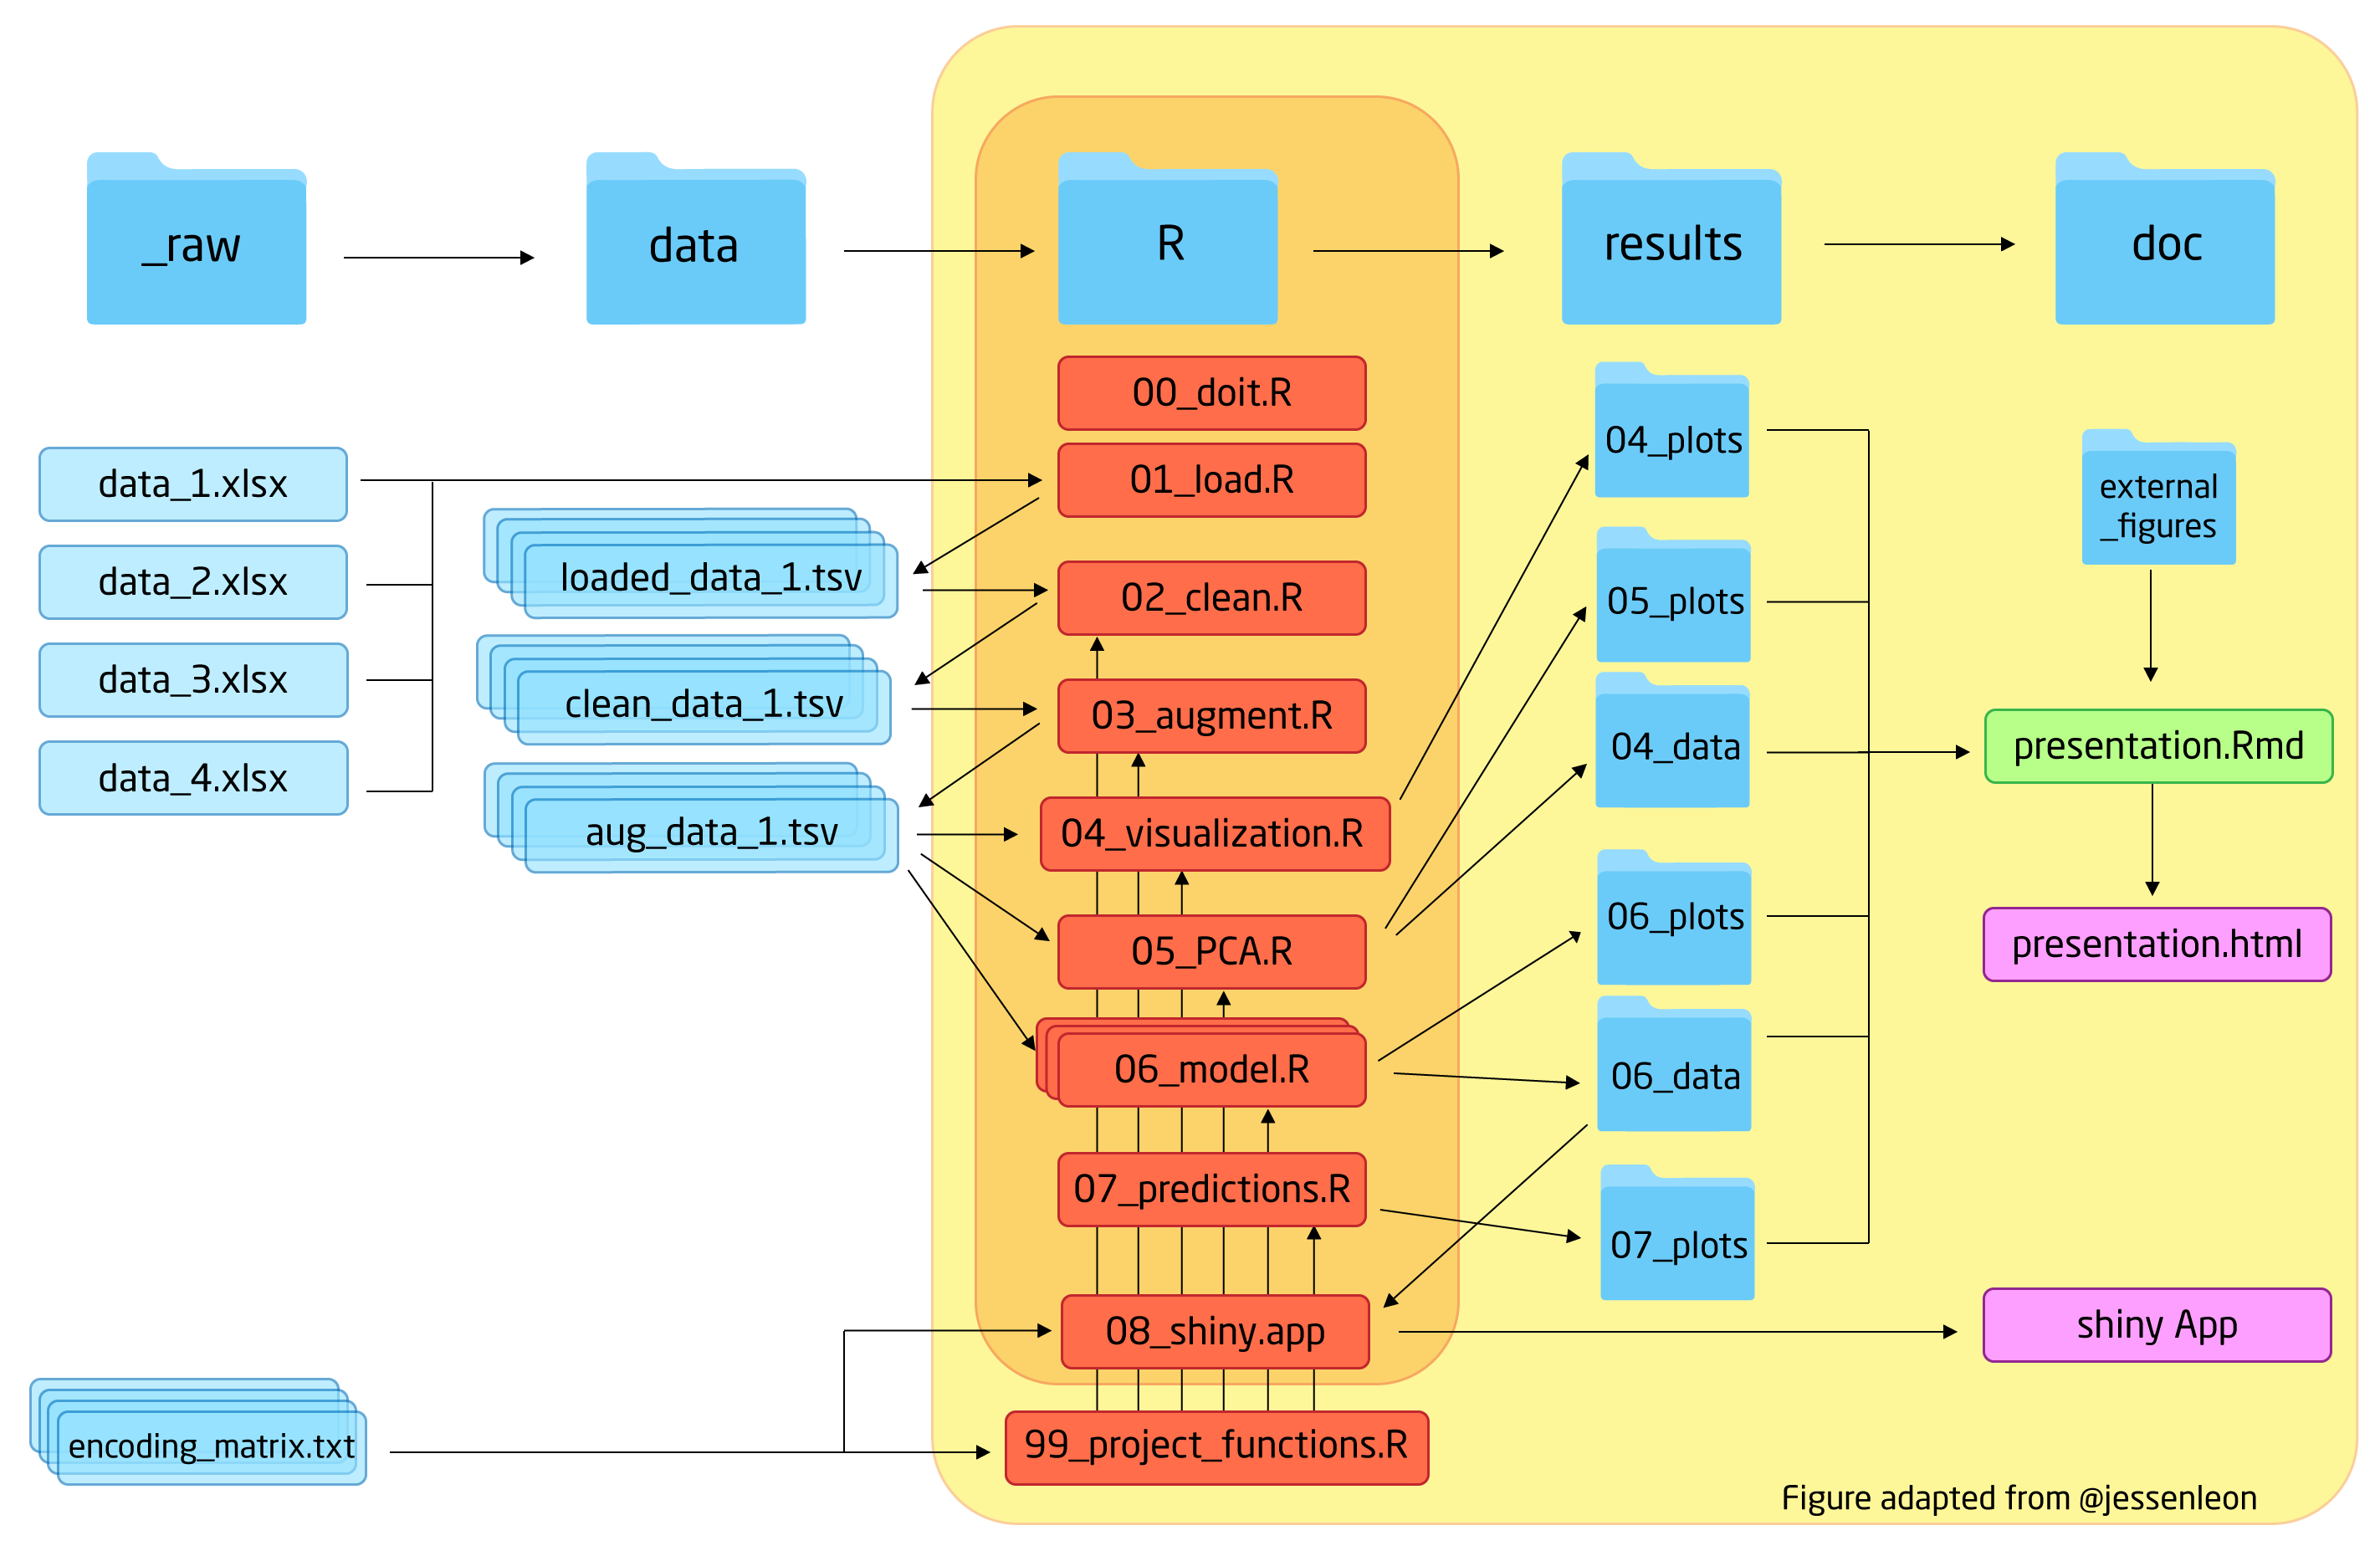 _raw
data
R
results
doc
00_doit.R
01_load.R
02_clean.R
03_augment.R
04_visualization.R
05_PCA.R
06_model.R
07_predictions.R
08_shiny.app
99_project_functions.R
data_1.xlsx
data_2.xlsx
data_3.xlsx
data_4.xlsx
encoding_matrix.txt
loaded_data_1.tsv
clean_data_1.tsv
aug_data_1.tsv
04_plots
05_plots
04_data
06_plots
06_data
07_plots
external
_figures
presentation.Rmd
presentation.html
shiny App
Figure adapted from @jessenleon